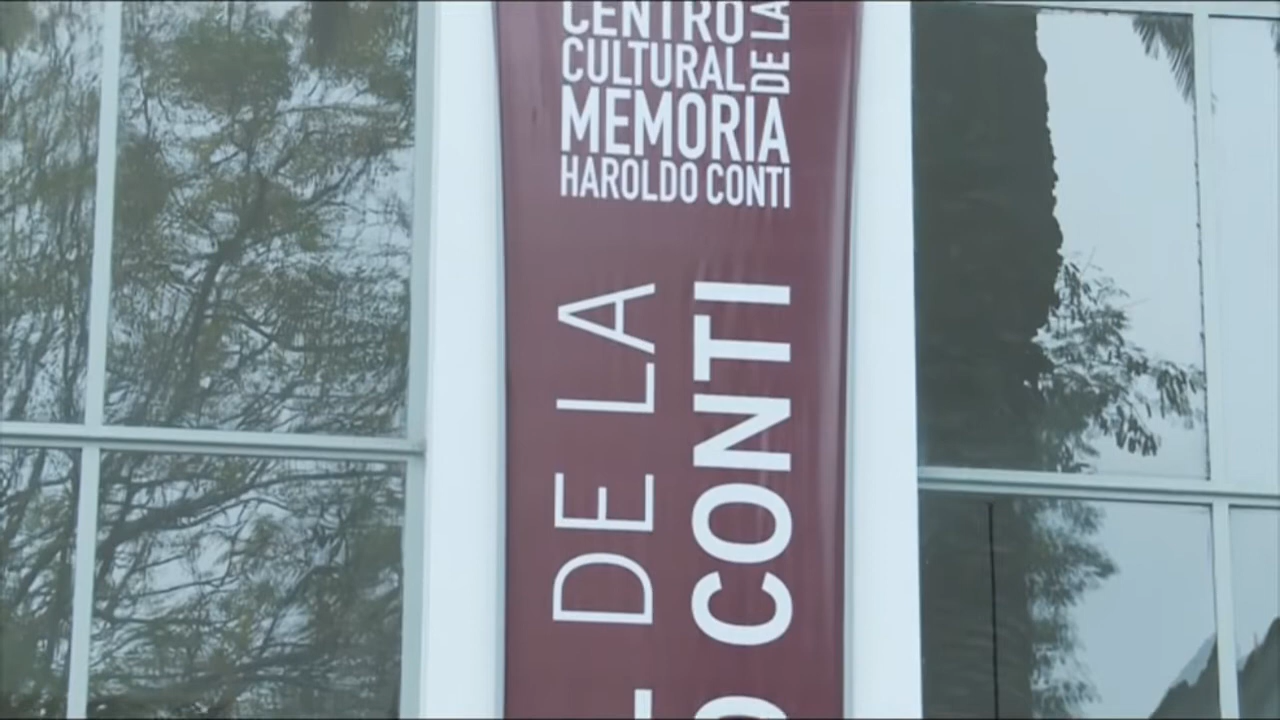 CENTRO
CULTURAL DE LA
MEMORIA
HAROLDO CONTI
DE LA
CONTI